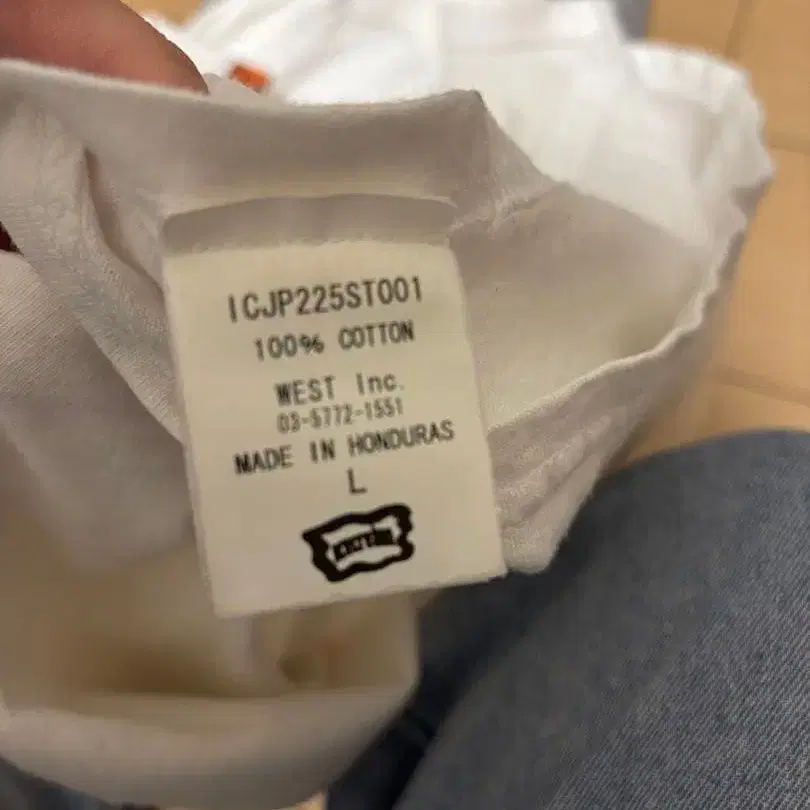 ICJP225ST001
100% COTTON
WEST Inc.
03-5772-1551
MADE IN HONDURAS
L